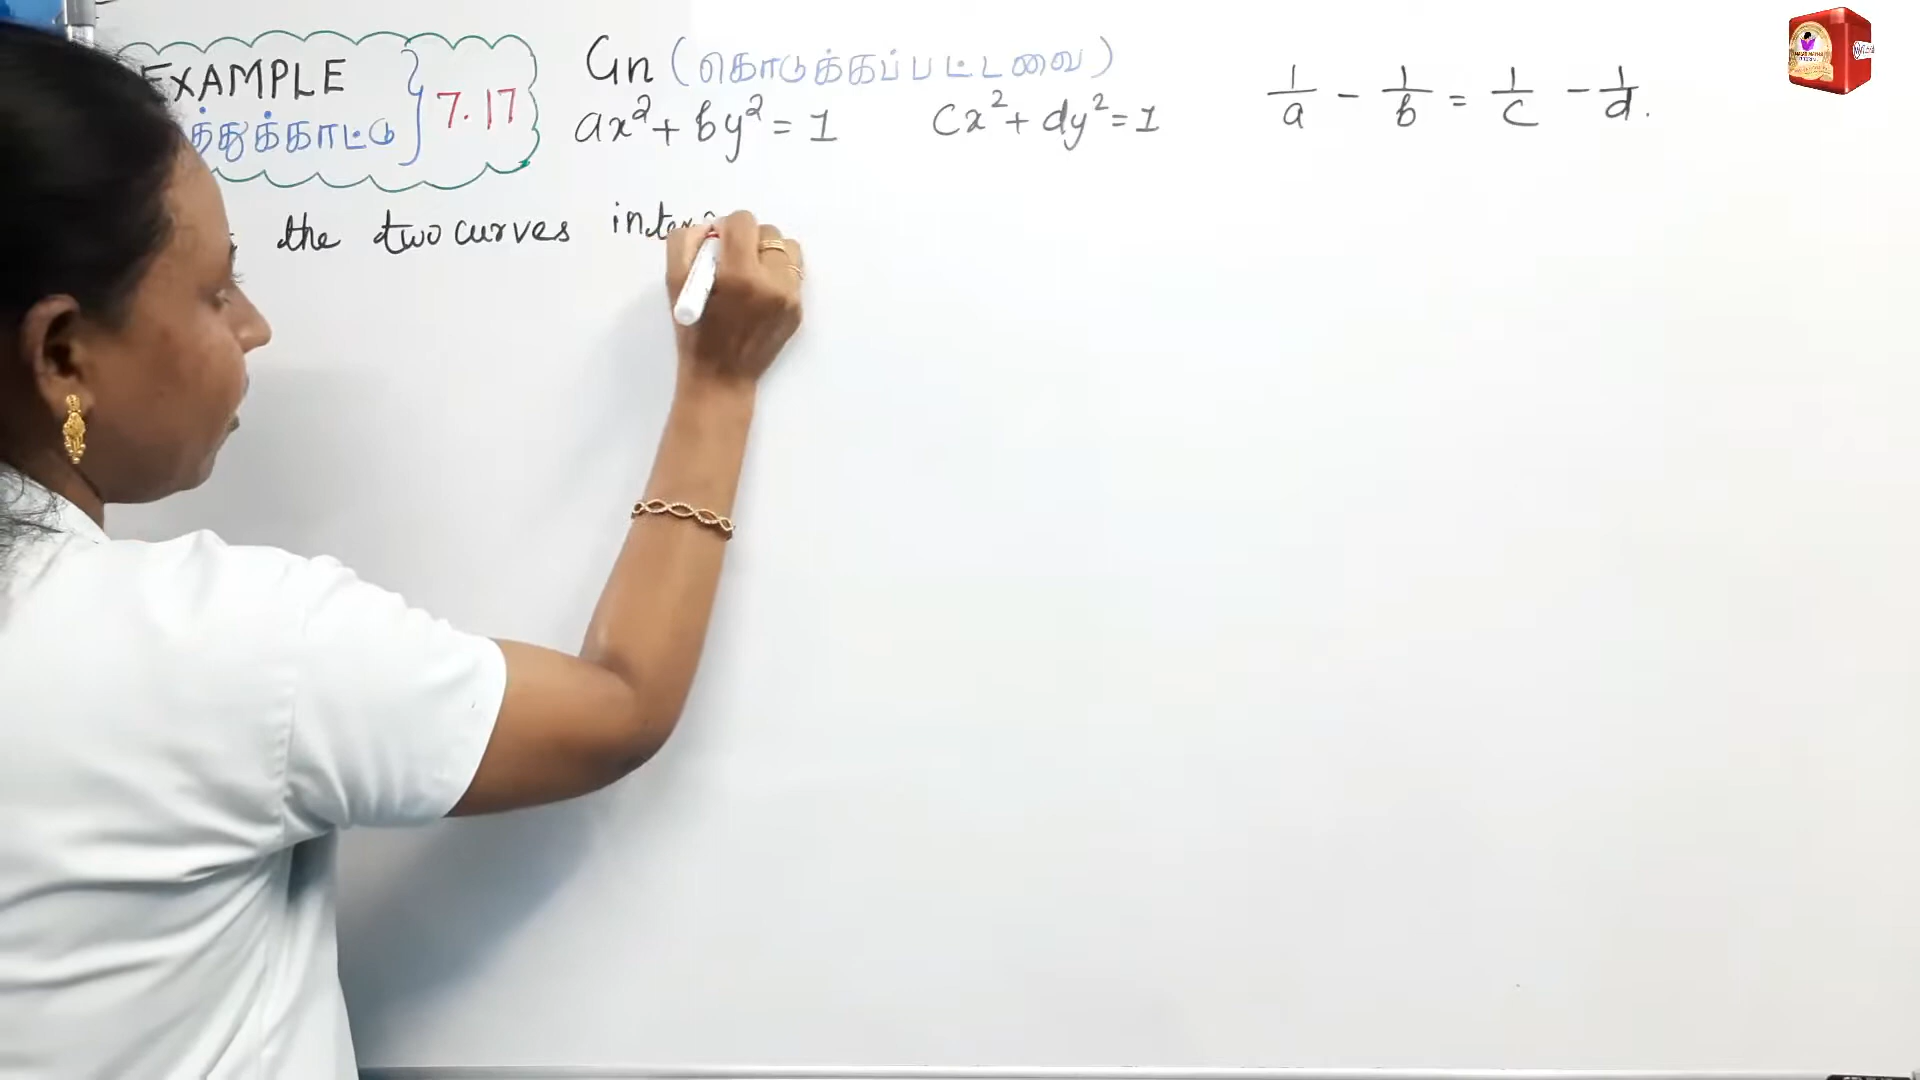 EXAMPLE
7.17
Gn (கொடுக்கப்பட்டவை)
ax² + by² = 1 cx² + dy² = 1 1/a - 1/b = 1/c - 1/d.
the two curves